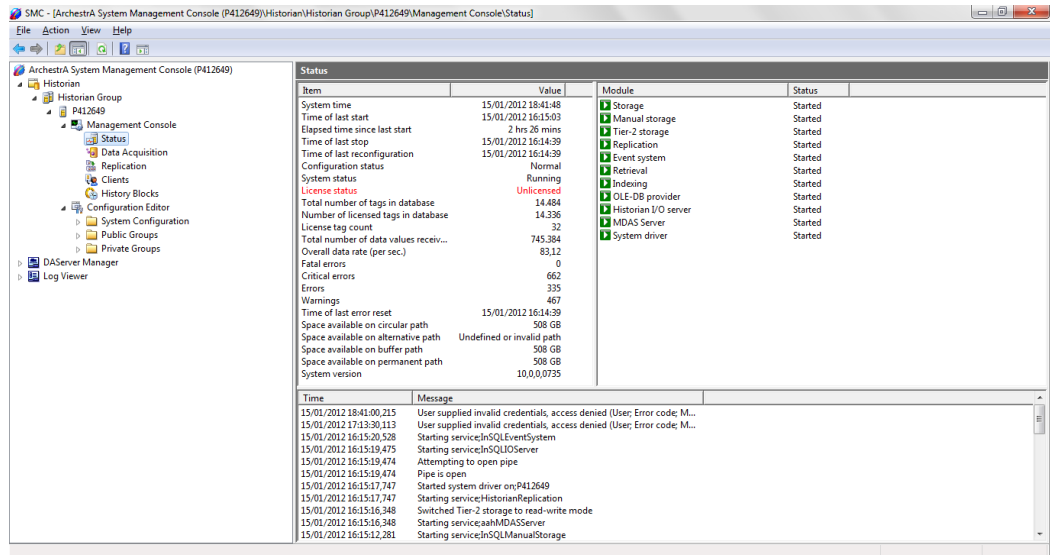 SMC - [ArchestrA System Management Console (P412649)\Historian\Historian Group\P412649\Management Console\Status]
File Action View Help
ArchestrA System Management Console (P412649)
Historian
Historian Group
P412649
Management Console
Status
Data Acquisition
Replication
Clients
History Blocks
Configuration Editor
System Configuration
Public Groups
Private Groups
DAServer Manager
Log Viewer
Status
Item Value
System time 15/01/2012 18:41:48
Time of last start 15/01/2012 16:15:03
Elapsed time since last start 2 hrs 26 mins
Time of last stop 15/01/2012 16:14:39
Time of last reconfiguration 15/01/2012 16:14:39
Configuration status Normal
System status Running
License status Unlicensed
Total number of tags in database 14.484
Number of licensed tags in database 14.336
License tag count 32
Total number of data values receiv... 745.384
Overall data rate (per sec.) 83,12
Fatal errors 0
Critical errors 662
Errors 335
Warnings 467
Time of last error reset 15/01/2012 16:14:39
Space available on circular path 508 GB
Space available on alternative path Undefined or invalid path
Space available on buffer path 508 GB
Space available on permanent path 508 GB
System version 10,0,0,0735
Module Status
Storage Started
Manual storage Started
Tier-2 storage Started
Replication Started
Event system Started
Retrieval Started
Indexing Started
OLE-DB provider Started
Historian I/O server Started
MDAS Server Started
System driver Started
Time Message
15/01/2012 18:41:00,215 User supplied invalid credentials, access denied (User; Error code; M...
15/01/2012 17:13:30,113 User supplied invalid credentials, access denied (User; Error code; M...
15/01/2012 16:15:20,528 Starting service;InSQLEventSystem
15/01/2012 16:15:19,475 Starting service;InSQLIOServer
15/01/2012 16:15:19,474 Attempting to open pipe
15/01/2012 16:15:19,474 Pipe is open
15/01/2012 16:15:17,747 Started system driver on;P412649
15/01/2012 16:15:17,747 Starting service;HistorianReplication
15/01/2012 16:15:16,348 Switched Tier-2 storage to read-write mode
15/01/2012 16:15:16,348 Starting service;aahMDASServer
15/01/2012 16:15:12,281 Starting service;InSQLManualStorage